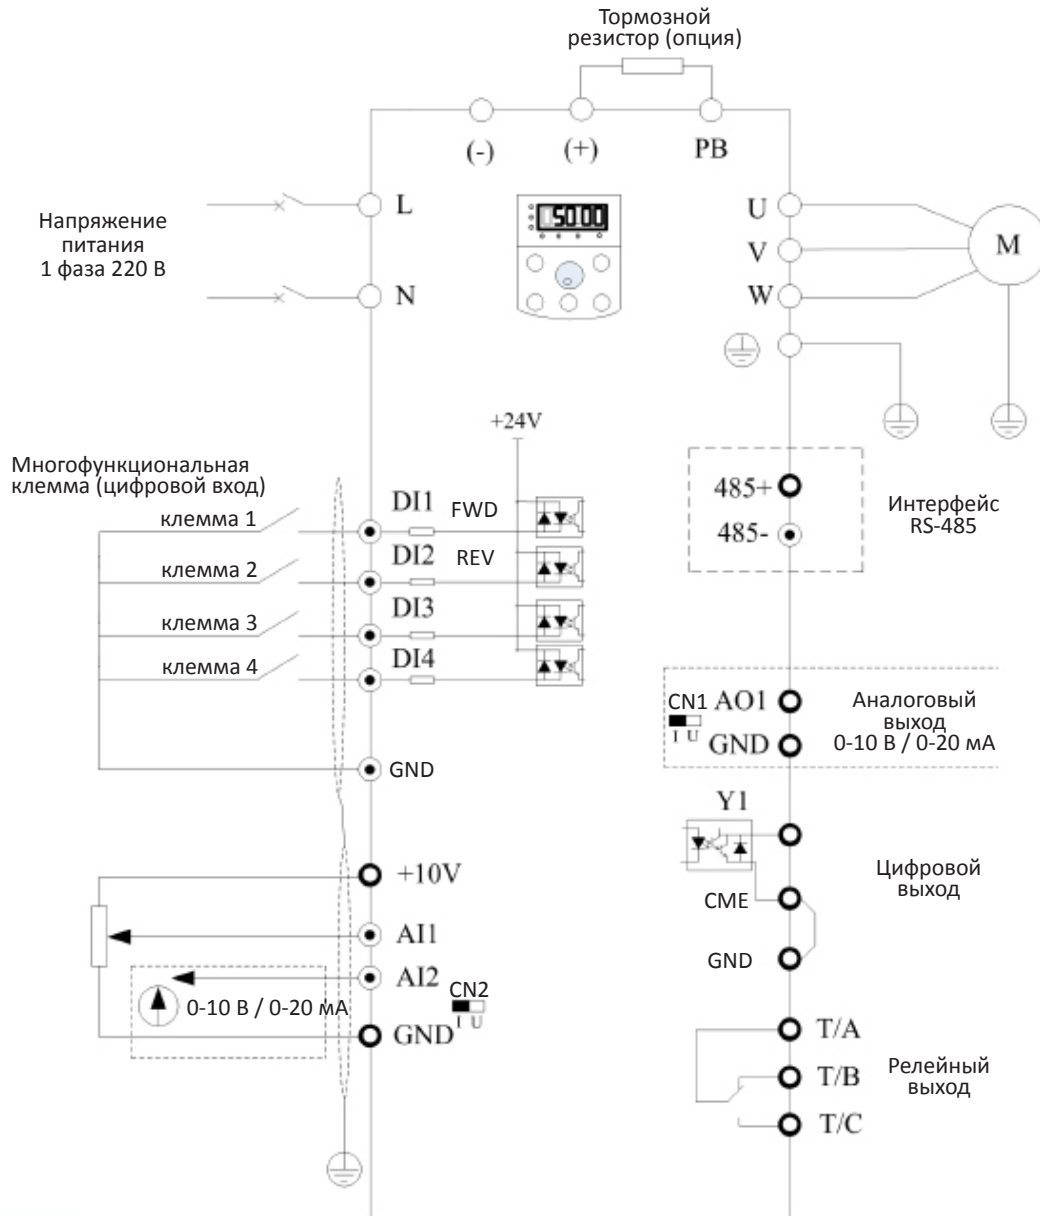 Тормозной
резистор (опция)
(-)
(+)
PB
L
N
Напряжение
питания
1 фаза 220 В
50.00
U
V
W
M
+24V
Многофункциональная
клемма (цифровой вход)
клемма 1
DI1
FWD
клемма 2
DI2
REV
клемма 3
DI3
клемма 4
DI4
GND
485+
485-
Интерфейс
RS-485
CN1
I U
AO1
GND
Аналоговый
выход
0-10 В / 0-20 мА
Y1
CME
GND
Цифровой
выход
+10V
AI1
AI2
0-10 В / 0-20 мА
CN2
I U
GND
T/A
T/B
T/C
Релейный
выход